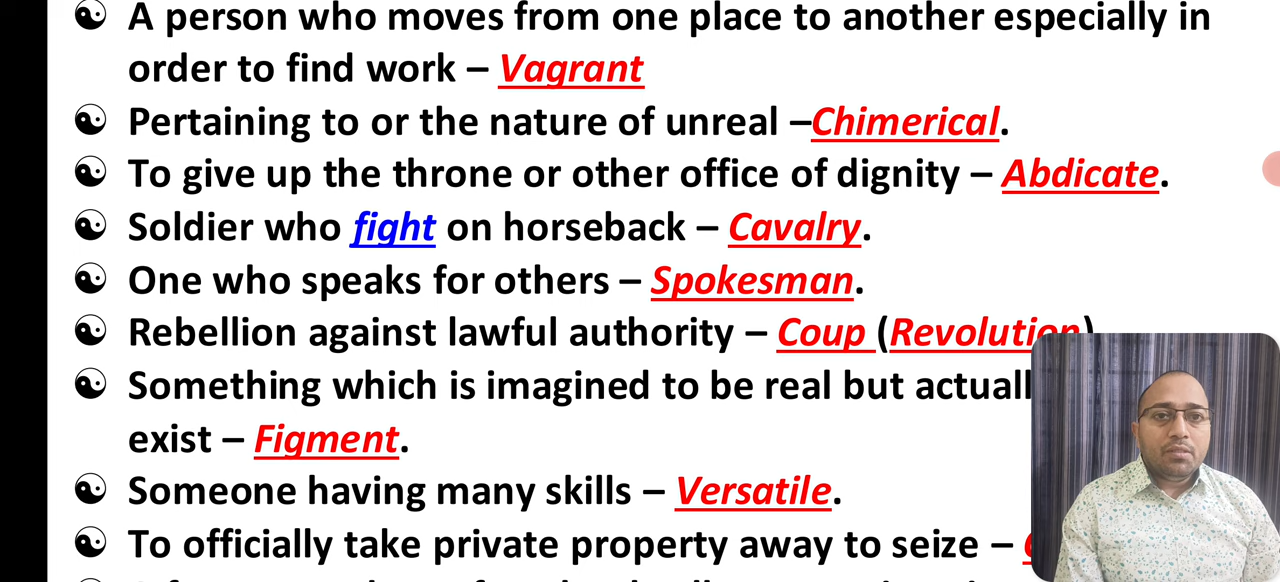 ☯ A person who moves from one place to another especially in
order to find work – Vagrant
☯ Pertaining to or the nature of unreal –Chimerical.
☯ To give up the throne or other office of dignity – Abdicate.
☯ Soldier who fight on horseback – Cavalry.
☯ One who speaks for others – Spokesman.
☯ Rebellion against lawful authority – Coup (Revolution)
☯ Something which is imagined to be real but
exist – Figment.
☯ Someone having many skills – Versatile.
☯ To officially take private property away to seize –